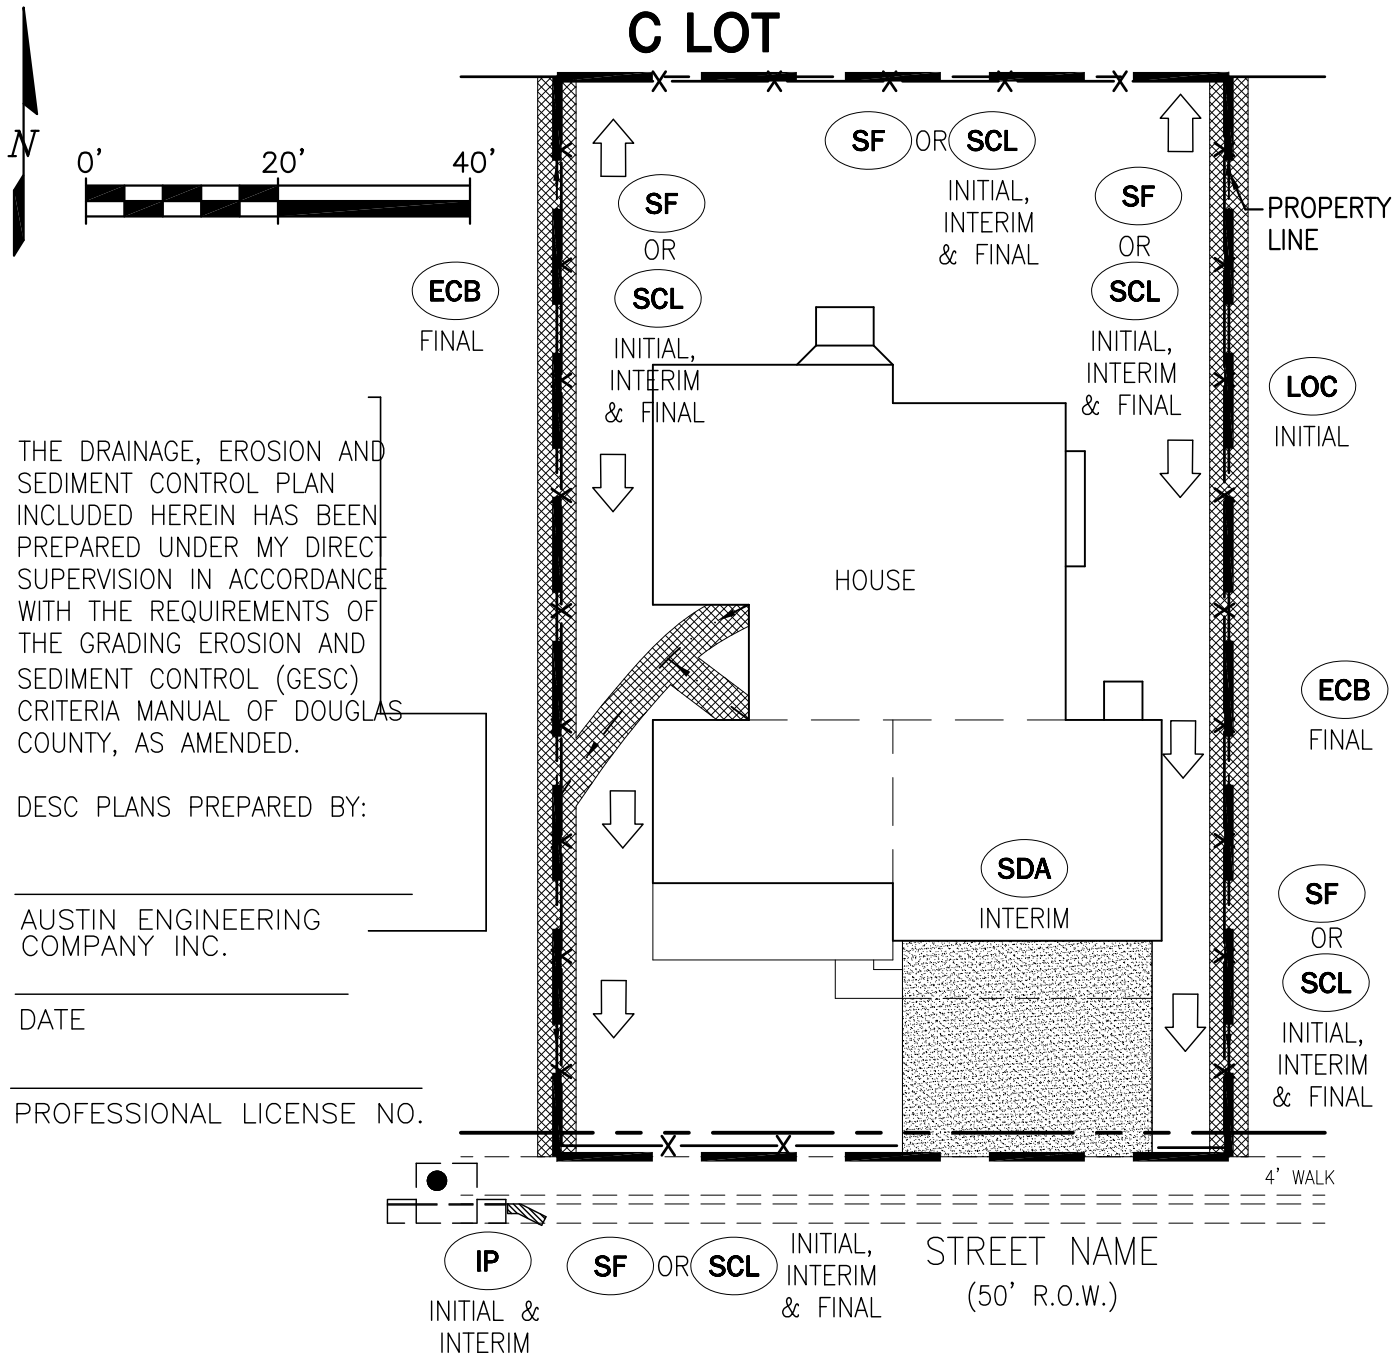 C LOT
N
0' 20' 40'
SF OR SCL
INITIAL,
INTERIM
& FINAL
SF
OR
SCL
INITIAL,
INTERIM
& FINAL
SF
OR
SCL
INITIAL,
INTERIM
& FINAL
PROPERTY
LINE
ECB
FINAL
LOC
INITIAL
THE DRAINAGE, EROSION AND
SEDIMENT CONTROL PLAN
INCLUDED HEREIN HAS BEEN
PREPARED UNDER MY DIRECT
SUPERVISION IN ACCORDANCE
WITH THE REQUIREMENTS OF
THE GRADING EROSION AND
SEDIMENT CONTROL (GESC)
CRITERIA MANUAL OF DOUGLAS
COUNTY, AS AMENDED.
DESC PLANS PREPARED BY:
AUSTIN ENGINEERING
COMPANY INC.
DATE
PROFESSIONAL LICENSE NO.
HOUSE
ECB
FINAL
SDA
INTERIM
SF
OR
SCL
INITIAL,
INTERIM
& FINAL
4' WALK
IP
INITIAL &
INTERIM
SF OR SCL
INITIAL,
INTERIM
& FINAL
STREET NAME
(50' R.O.W.)